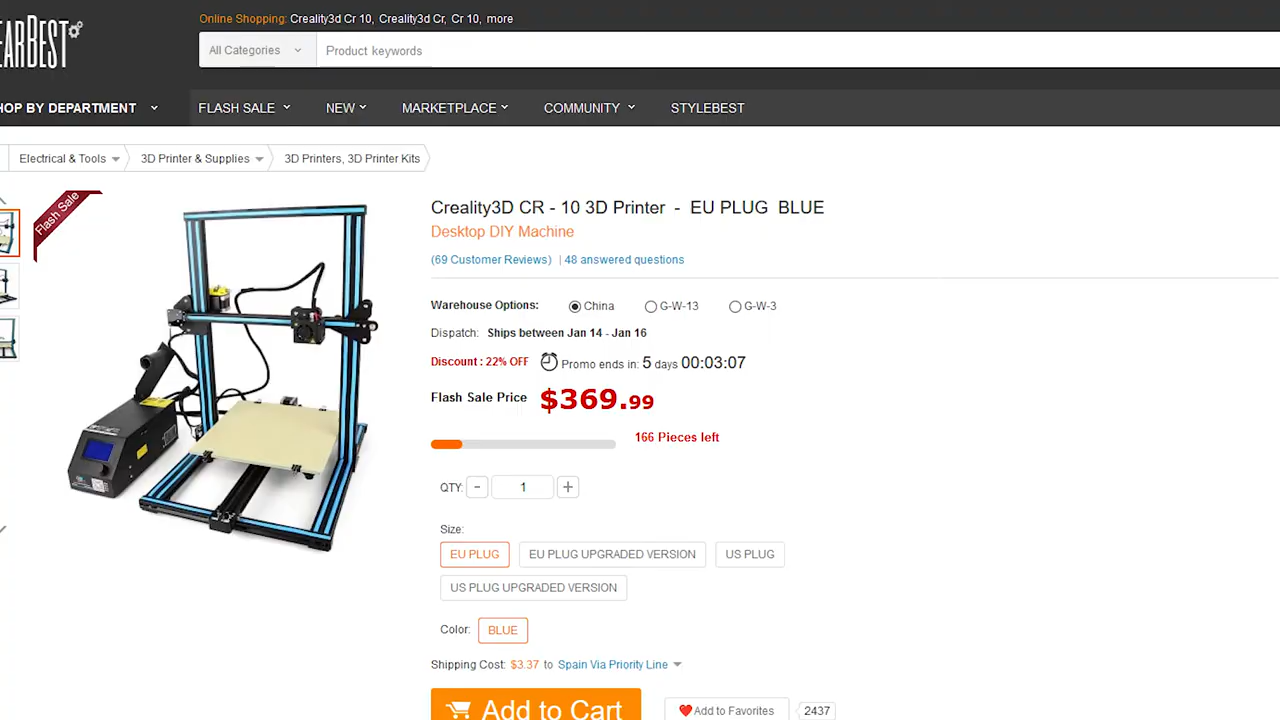 Online Shopping: Creality3d Cr 10, Creality3d Cr, Cr 10, more
EARBEST
All Categories Product keywords
HOP BY DEPARTMENT FLASH SALE NEW MARKETPLACE COMMUNITY STYLEBEST
Electrical & Tools 3D Printer & Supplies 3D Printers, 3D Printer Kits
Flash Sale
Creality3D CR - 10 3D Printer - EU PLUG BLUE
Desktop DIY Machine
(69 Customer Reviews) | 48 answered questions
Warehouse Options: China G-W-13 G-W-3
Dispatch: Ships between Jan 14 - Jan 16
Discount : 22% OFF Promo ends in: 5 days 00:03:07
Flash Sale Price $369.99
166 Pieces left
QTY: - 1 +
Size:
EU PLUG EU PLUG UPGRADED VERSION US PLUG
US PLUG UPGRADED VERSION
Color: BLUE
Shipping Cost: $3.37 to Spain Via Priority Line
Add to Cart Add to Favorites 2437